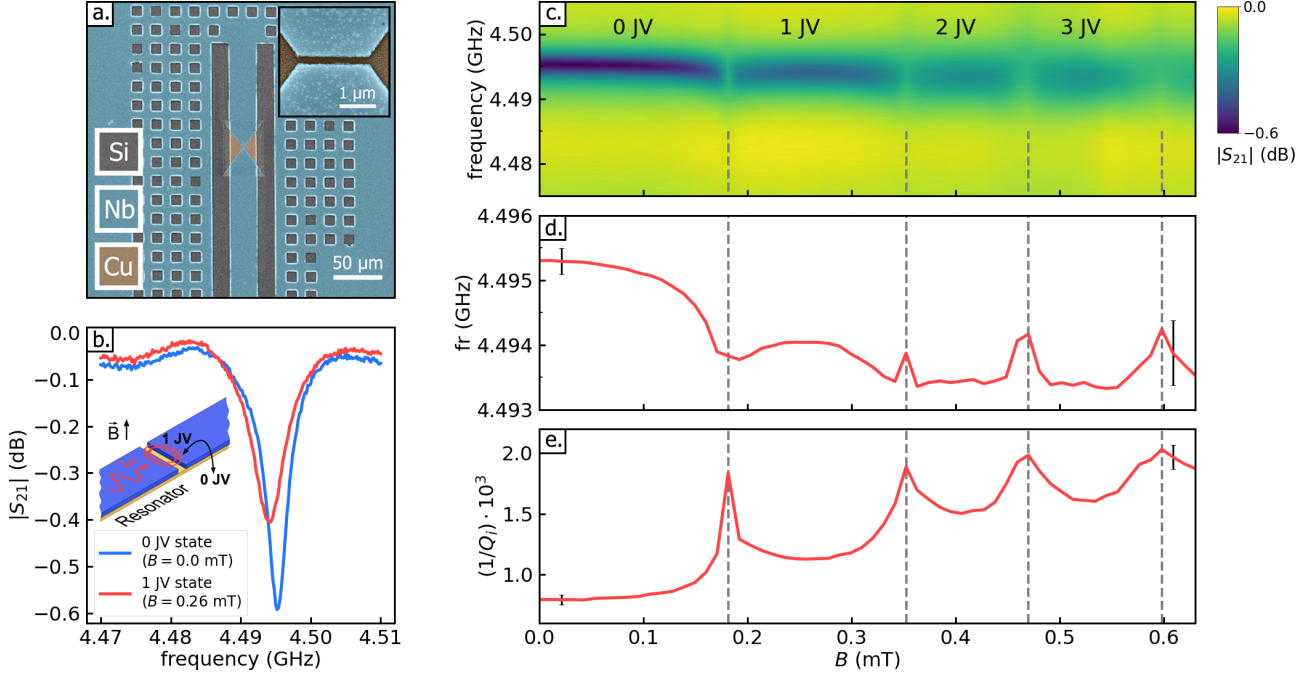 a.
1 μm
Si
Nb
Cu
50 μm
b.
0.0
−0.1
−0.2
−0.3
−0.4
−0.5
−0.6
|S21| (dB)
B
1 JV
0 JV
Resonator
0 JV state
(B = 0.0 mT)
1 JV state
(B = 0.26 mT)
4.47 4.48 4.49 4.50 4.51
frequency (GHz)
c.
0 JV 1 JV 2 JV 3 JV
4.50
4.49
4.48
frequency (GHz)
0.0
−0.6
|S21| (dB)
d.
4.496
4.495
4.494
4.493
fr (GHz)
e.
2.0
1.5
1.0
(1/Qi) · 10³
0.0 0.1 0.2 0.3 0.4 0.5 0.6
B (mT)